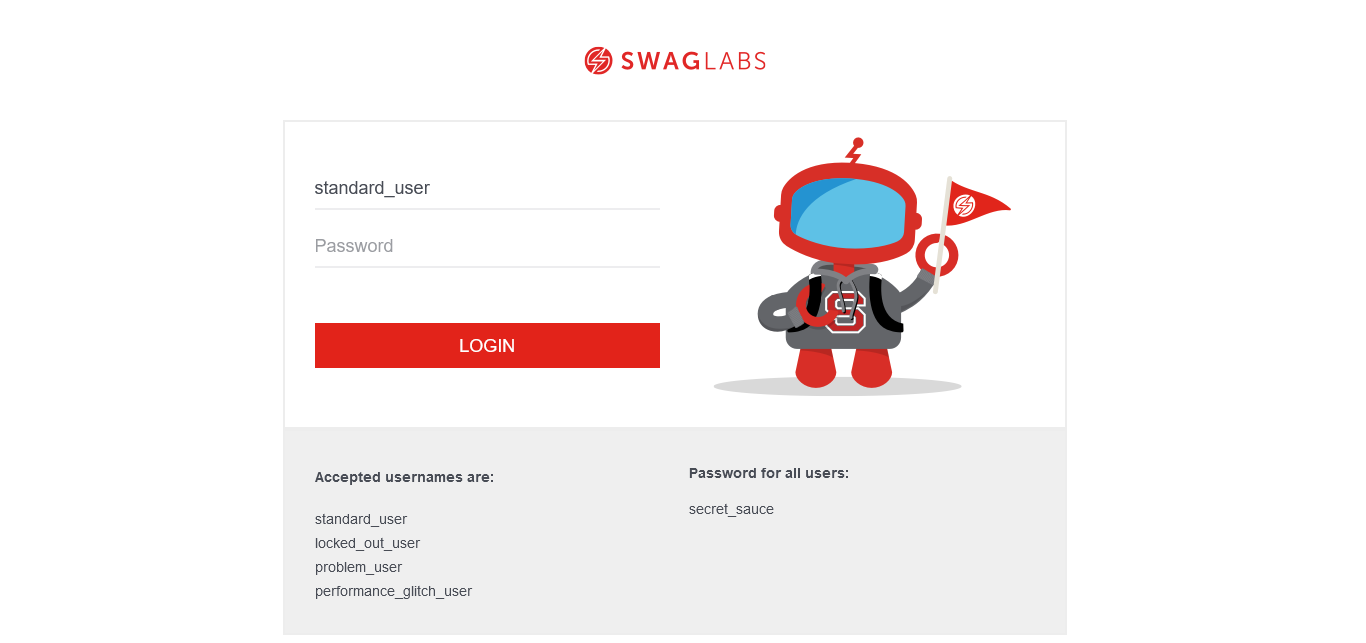 SWAGLABS
standard_user
Password
LOGIN
S
Accepted usernames are:
standard_user
locked_out_user
problem_user
performance_glitch_user
Password for all users:
secret_sauce